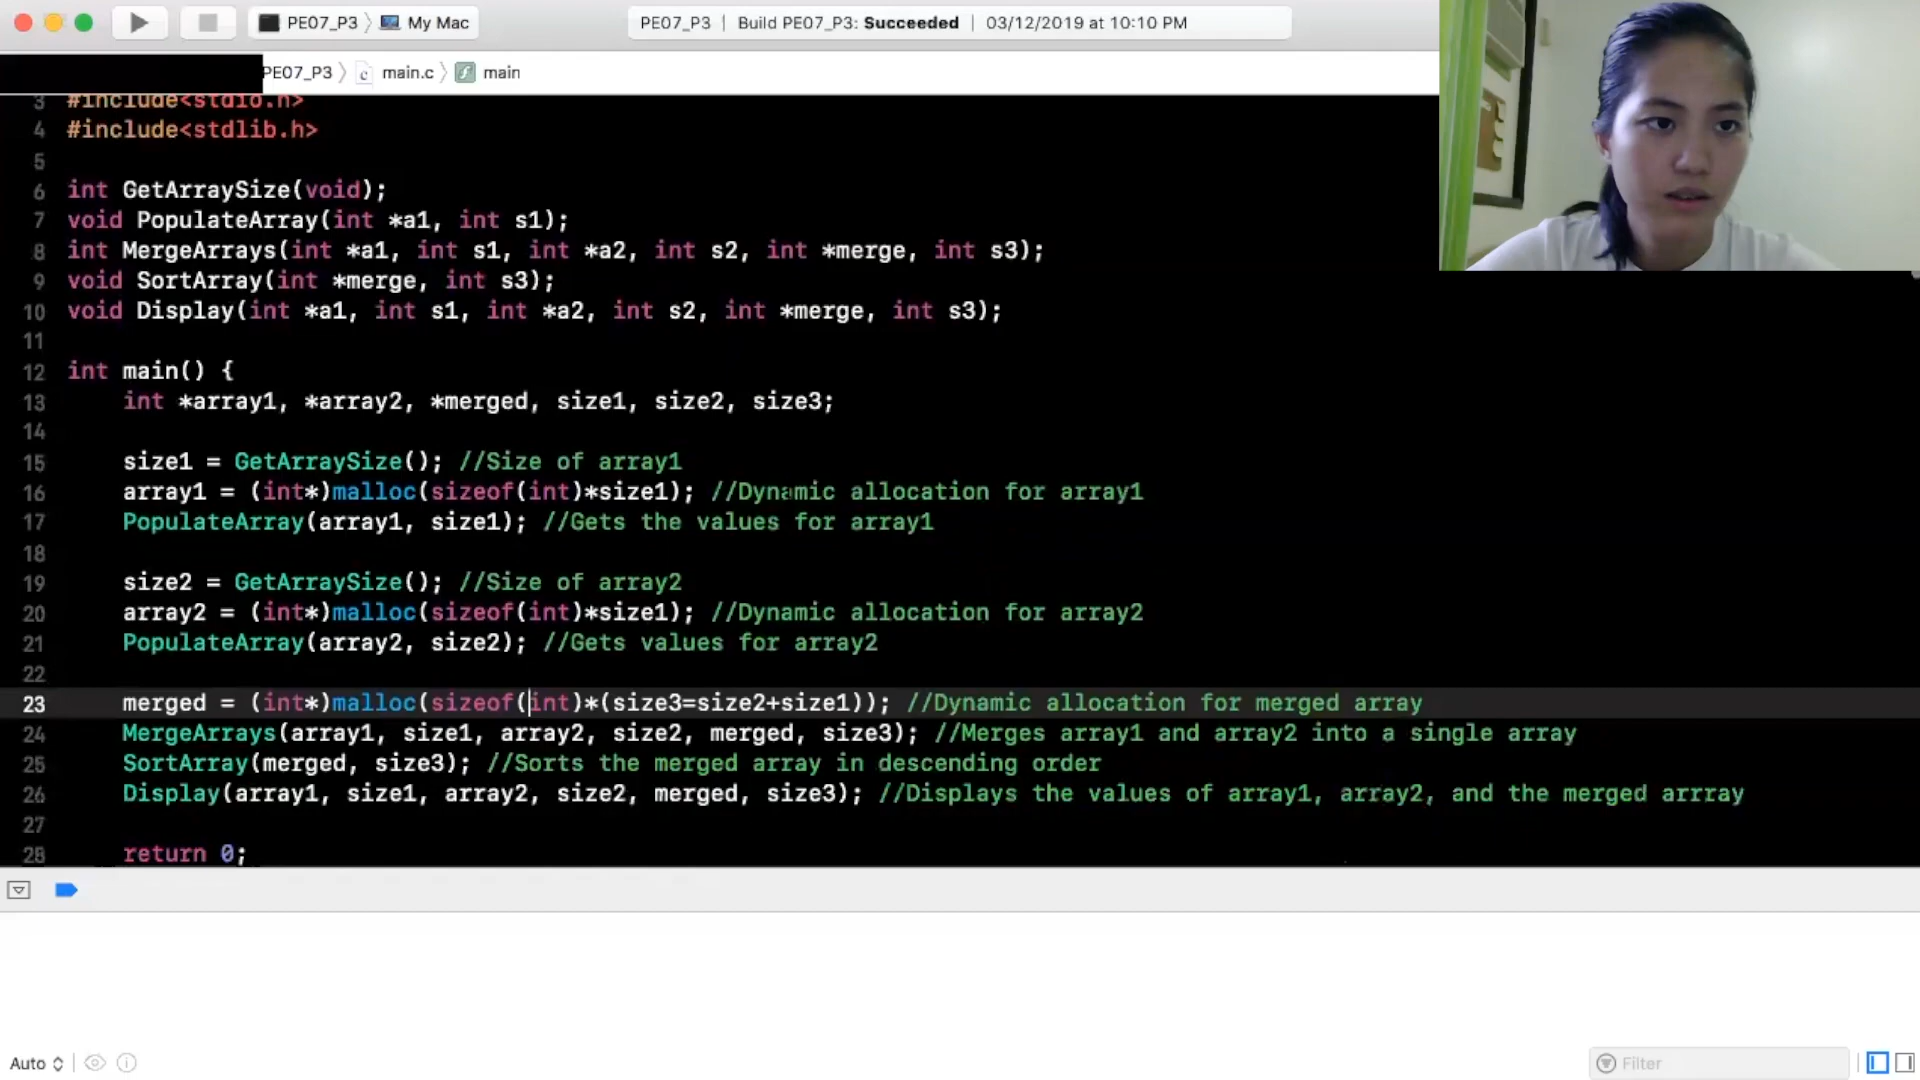 PE07_P3 〉 My Mac
PE07_P3 | Build PE07_P3: Succeeded | 03/12/2019 at 10:10 PM
PE07_P3 〉 main.c 〉 main
3 #include<stdio.h>
4 #include<stdlib.h>
5
6 int GetArraySize(void);
7 void PopulateArray(int *a1, int s1);
8 int MergeArrays(int *a1, int s1, int *a2, int s2, int *merge, int s3);
9 void SortArray(int *merge, int s3);
10 void Display(int *a1, int s1, int *a2, int s2, int *merge, int s3);
11
12 int main() {
13 int *array1, *array2, *merged, size1, size2, size3;
14
15 size1 = GetArraySize(); //Size of array1
16 array1 = (int*)malloc(sizeof(int)*size1); //Dynamic allocation for array1
17 PopulateArray(array1, size1); //Gets the values for array1
18
19 size2 = GetArraySize(); //Size of array2
20 array2 = (int*)malloc(sizeof(int)*size1); //Dynamic allocation for array2
21 PopulateArray(array2, size2); //Gets values for array2
22
23 merged = (int*)malloc(sizeof(int)*(size3=size2+size1)); //Dynamic allocation for merged array
24 MergeArrays(array1, size1, array2, size2, merged, size3); //Merges array1 and array2 into a single array
25 SortArray(merged, size3); //Sorts the merged array in descending order
26 Display(array1, size1, array2, size2, merged, size3); //Displays the values of array1, array2, and the merged arrray
27
28 return 0;
Auto
Filter